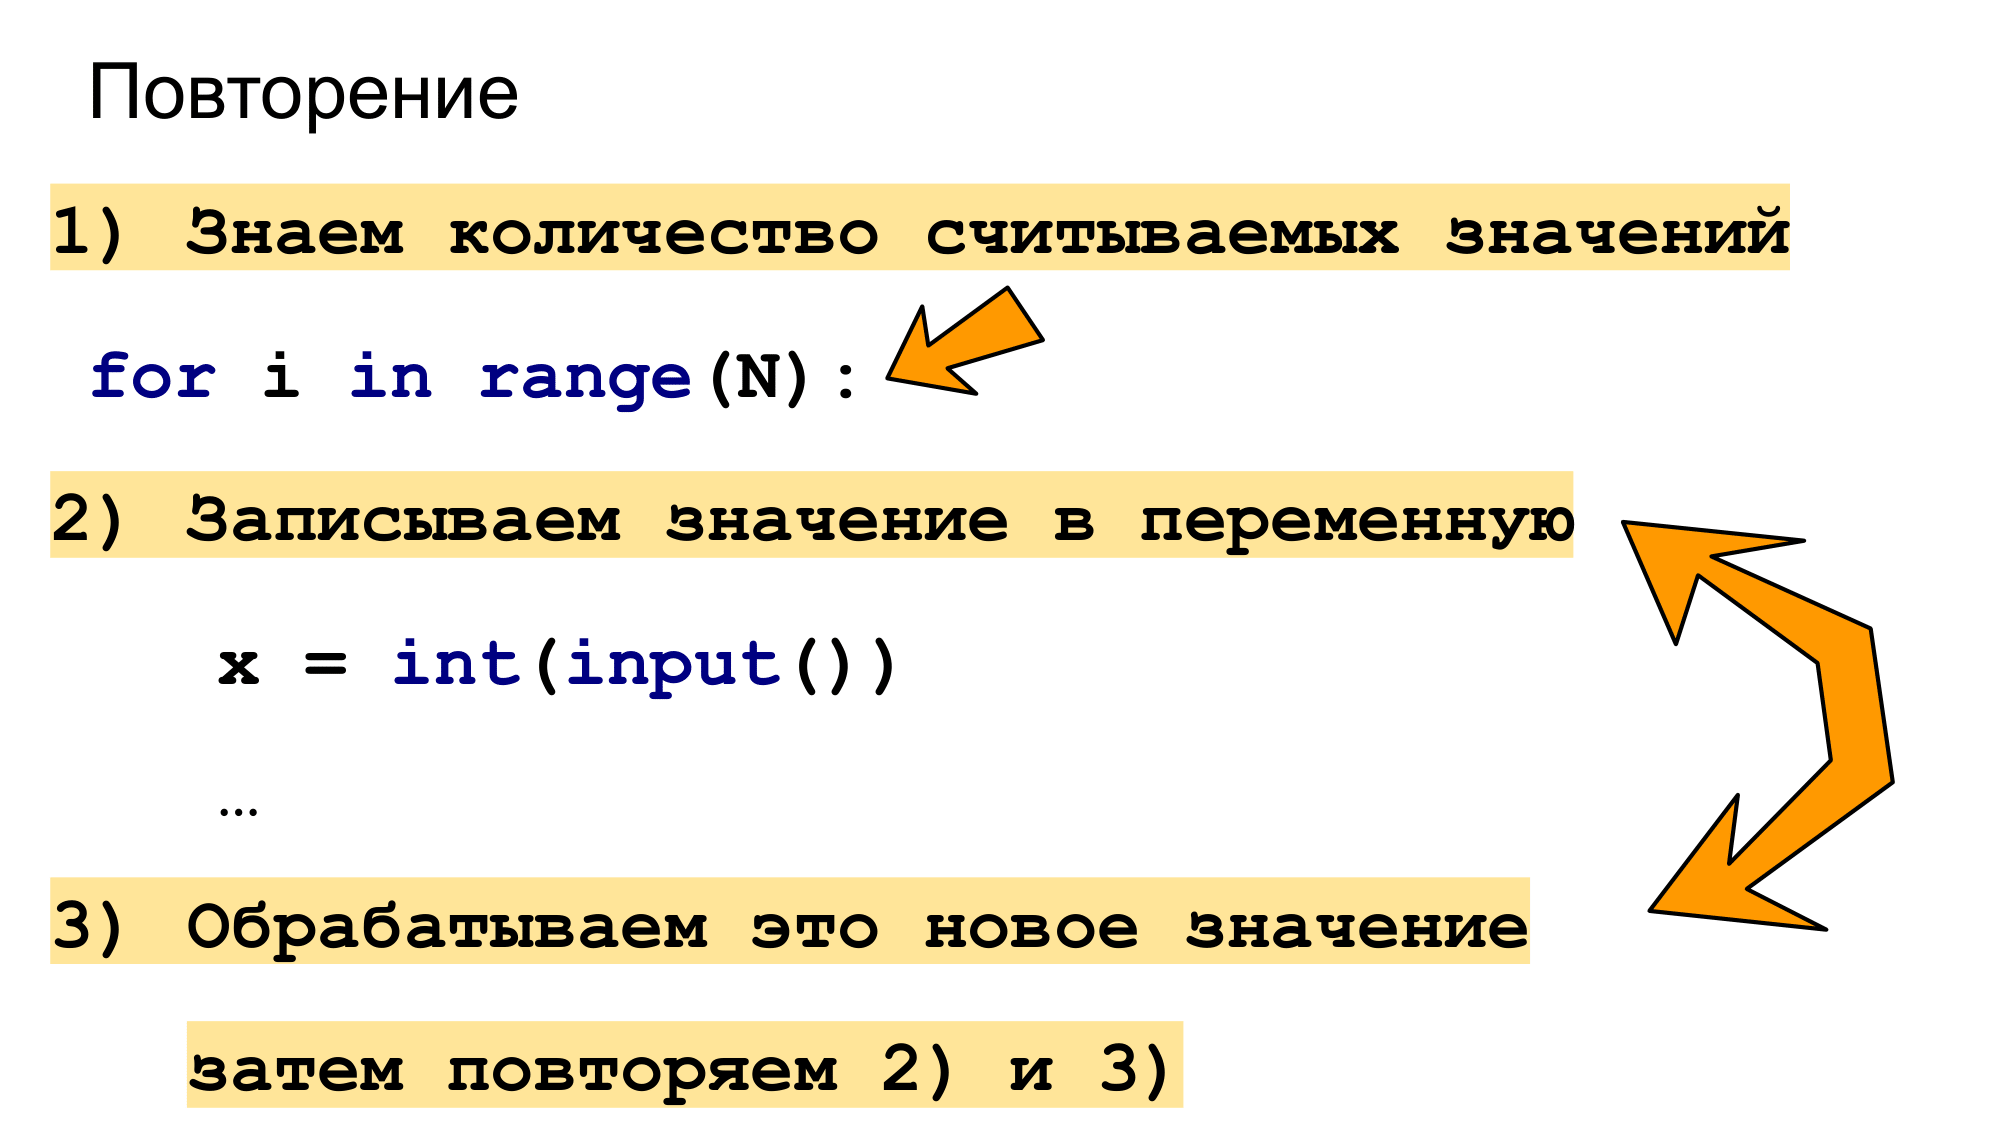 Повторение
1) Знаем количество считываемых значений
for i in range(N):
2) Записываем значение в переменную
x = int(input())
…
3) Обрабатываем это новое значение
затем повторяем 2) и 3)